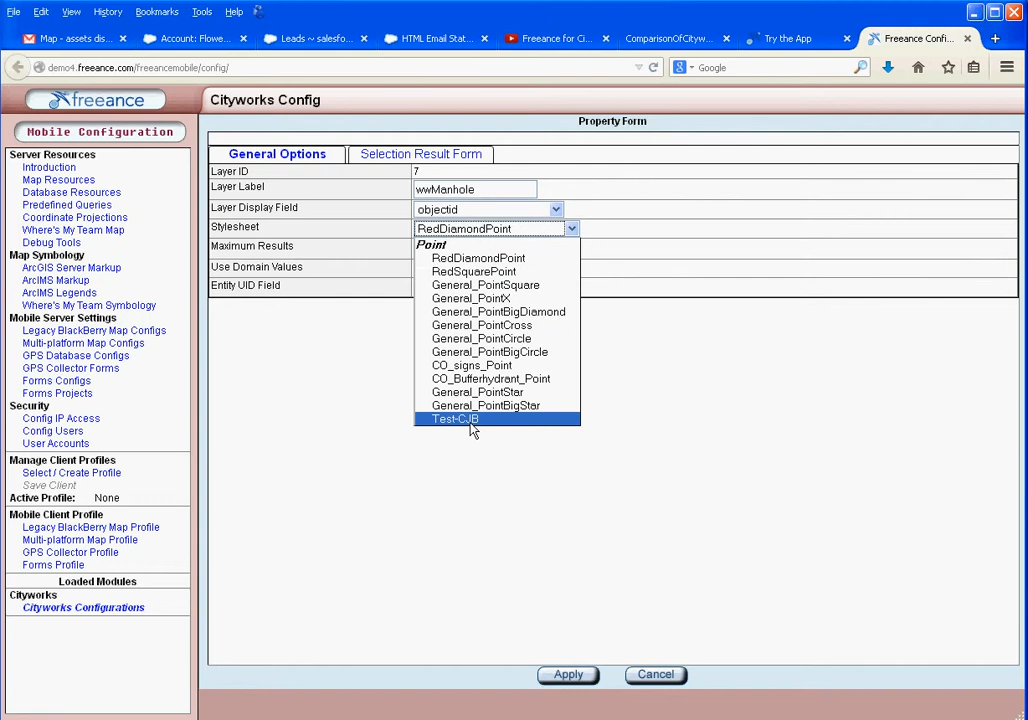 File Edit View History Bookmarks Tools Help
Map - assets dis... × Account: Flowe... × Leads ~ salesfo... × HTML Email Stat... × Freeance for Ci... × ComparisonOfCityw... × Try the App × Freeance Confi... × +
demo4.freeance.com/freeancemobile/config/ Google
freeance Cityworks Config
Mobile Configuration
Property Form
Server Resources
Introduction
Map Resources
Database Resources
Predefined Queries
Coordinate Projections
Where's My Team Map
Debug Tools
Map Symbology
ArcGIS Server Markup
ArcIMS Markup
ArcIMS Legends
Where's My Team Symbology
Mobile Server Settings
Legacy BlackBerry Map Configs
Multi-platform Map Configs
GPS Database Configs
GPS Collector Forms
Forms Configs
Forms Projects
Security
Config IP Access
Config Users
User Accounts
Manage Client Profiles
Select / Create Profile
Save Client
Active Profile: None
Mobile Client Profile
Legacy BlackBerry Map Profile
Multi-platform Map Profile
GPS Collector Profile
Forms Profile
Loaded Modules
Cityworks
Cityworks Configurations
General Options Selection Result Form
Layer ID 7
Layer Label wwManhole
Layer Display Field objectid
Stylesheet RedDiamondPoint
Maximum Results
Use Domain Values
Entity UID Field
Point
RedDiamondPoint
RedSquarePoint
General_PointSquare
General_PointX
General_PointBigDiamond
General_PointCross
General_PointCircle
General_PointBigCircle
CO_signs_Point
CO_Bufferhydrant_Point
General_PointStar
General_PointBigStar
Test-CJB
Apply Cancel